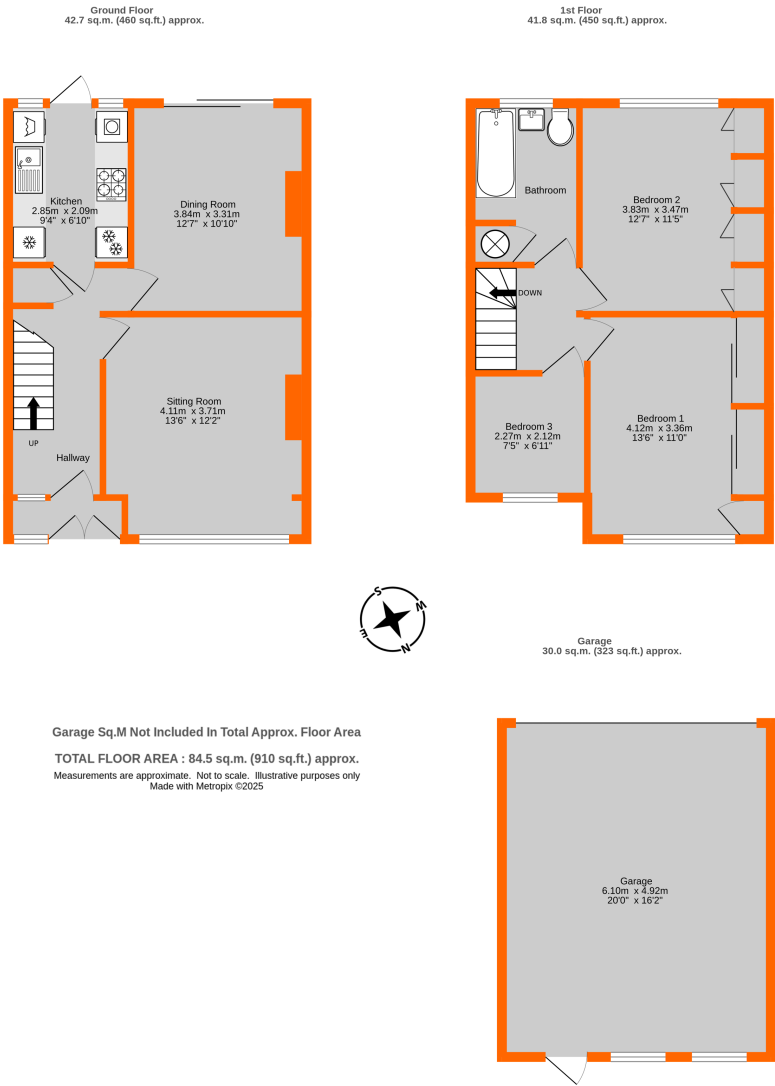 Ground Floor
42.7 sq.m. (460 sq.ft.) approx.
1st Floor
41.8 sq.m. (450 sq.ft.) approx.
Kitchen
2.85m x 2.09m
9'4" x 6'10"
Dining Room
3.84m x 3.31m
12'7" x 10'10"
Bathroom
Bedroom 2
3.83m x 3.47m
12'7" x 11'5"
DOWN
Sitting Room
4.11m x 3.71m
13'6" x 12'2"
UP
Hallway
Bedroom 3
2.27m x 2.12m
7'5" x 6'11"
Bedroom 1
4.12m x 3.36m
13'6" x 11'0"
S
W
E
N
Garage
30.0 sq.m. (323 sq.ft.) approx.
Garage Sq.M Not Included In Total Approx. Floor Area
TOTAL FLOOR AREA : 84.5 sq.m. (910 sq.ft.) approx.
Measurements are approximate. Not to scale. Illustrative purposes only
Made with Metropix ©2025
Garage
6.10m x 4.92m
20'0" x 16'2"